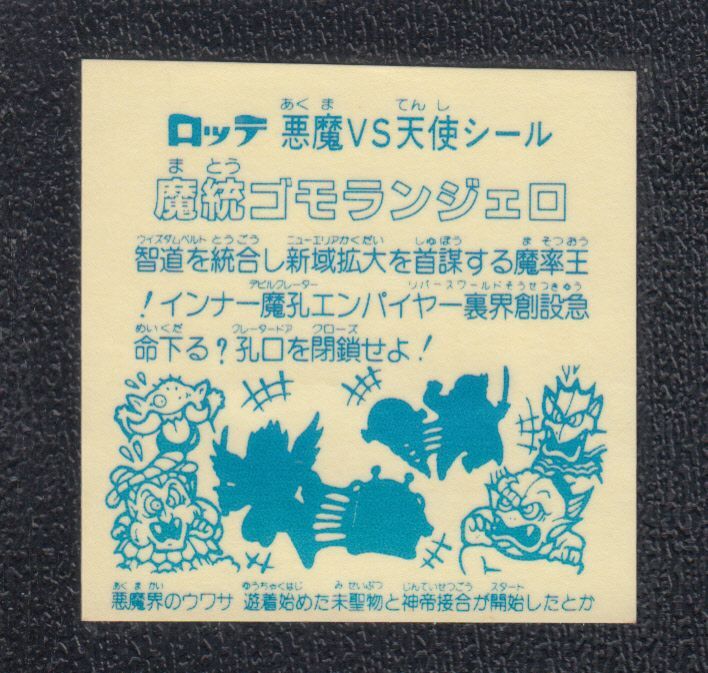 あくま てんし
ロッテ 悪魔VS天使シール
まとう
魔統ゴモランジェロ
ウィズダムベルト とうごう ニューエリアかくだい しゅぼう まそつおう
智道を統合し新域拡大を首謀する魔率王
デビルクレーター リバースワールドそうせつきゅう
！インナー魔孔エンパイヤー裏界創設急
めいくだ クレータードア クローズ
命下る？孔口を閉鎖せよ！
あくまかい ゆうちゃくはじ みせいぶつ じんていせつごう スタート
悪魔界のウワサ 遊着始めた未聖物と神帝接合が開始したとか